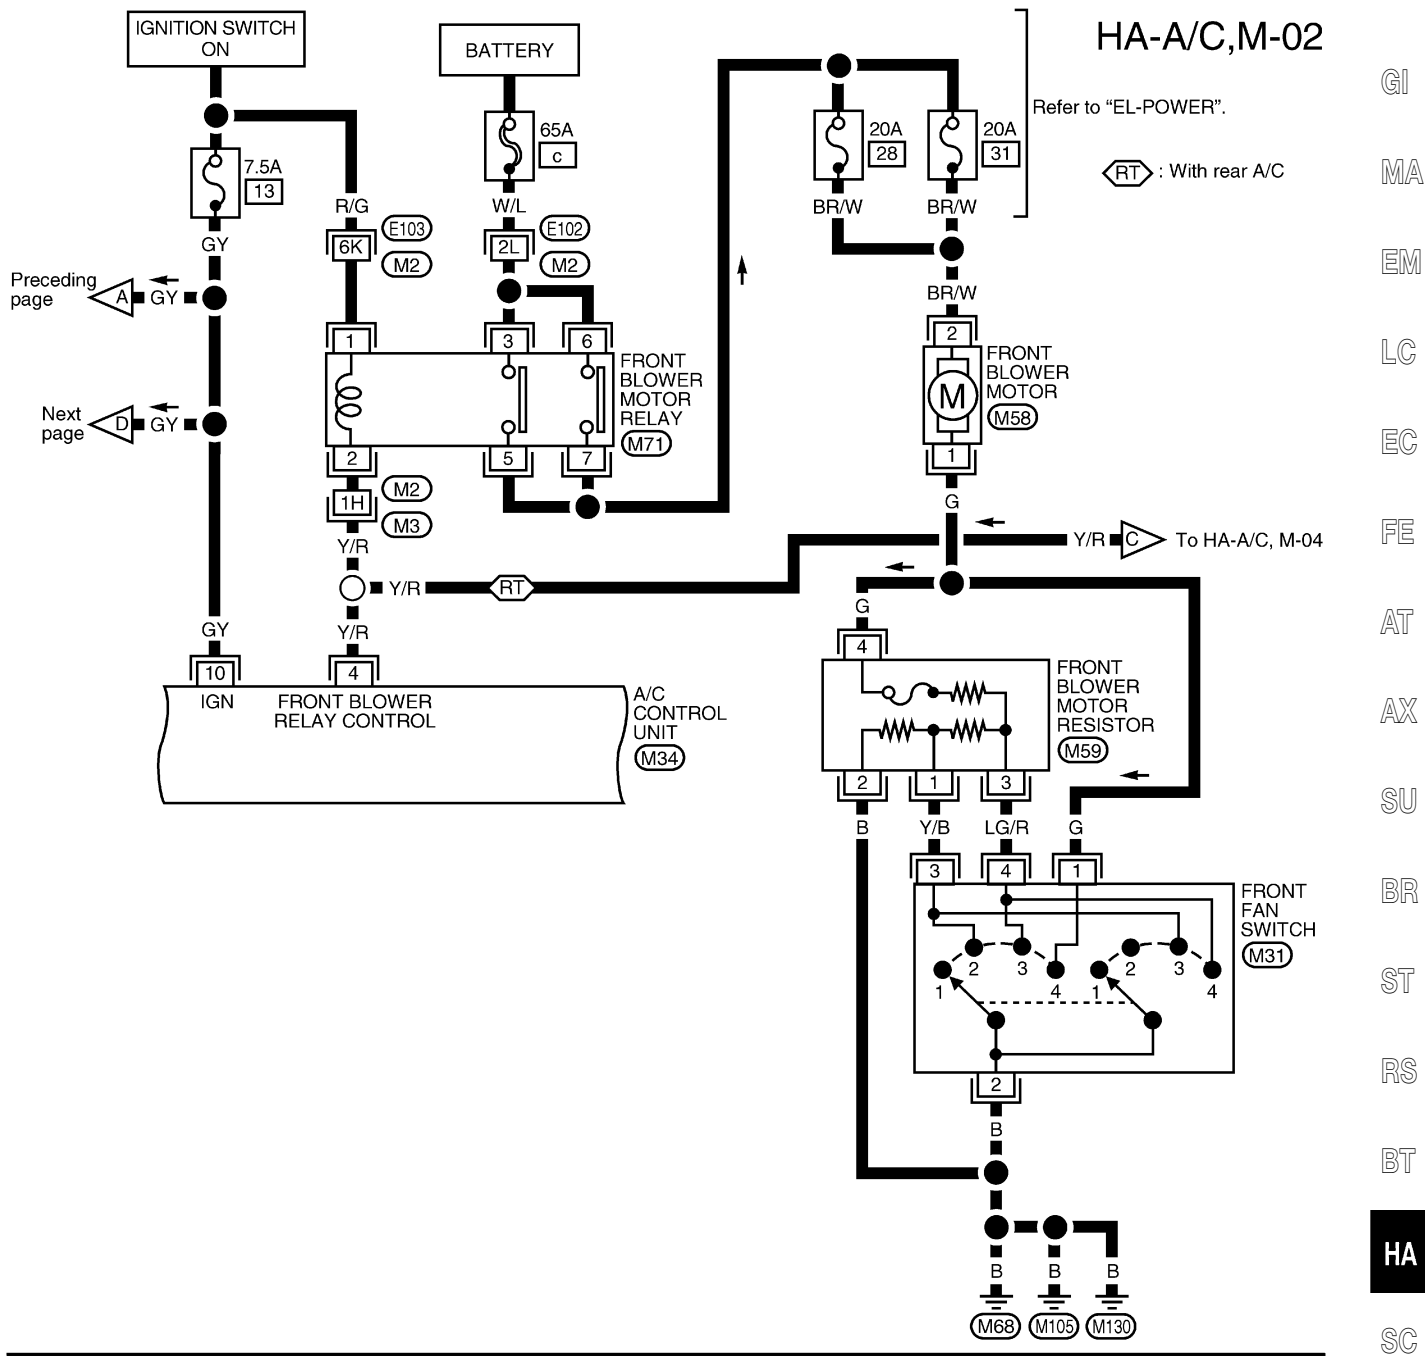 IGNITION SWITCH
ON
BATTERY
HA-A/C,M-02
Refer to “EL-POWER”.
RT : With rear A/C
7.5A
13
65A
c
20A
28
20A
31
R/G
W/L
BR/W
BR/W
GY
6K
E103
M2
2L
E102
M2
Preceding
page
A
GY
BR/W
1
3
6
2
FRONT
BLOWER
MOTOR
RELAY
M71
M
FRONT
BLOWER
MOTOR
M58
Next
page
D
GY
2
5
7
1
1H
M2
M3
G
Y/R
Y/R
C
To HA-A/C, M-04
Y/R
RT
Y/R
G
GY
10
4
4
IGN
FRONT BLOWER
RELAY CONTROL
A/C
CONTROL
UNIT
M34
FRONT
BLOWER
MOTOR
RESISTOR
M59
2
1
3
B
Y/B
LG/R
G
3
4
1
FRONT
FAN
SWITCH
M31
1
2
3
4
1
2
3
4
2
B
B
B
B
M68
M105
M130
GI
MA
EM
LC
EC
FE
AT
AX
SU
BR
ST
RS
BT
HA
SC